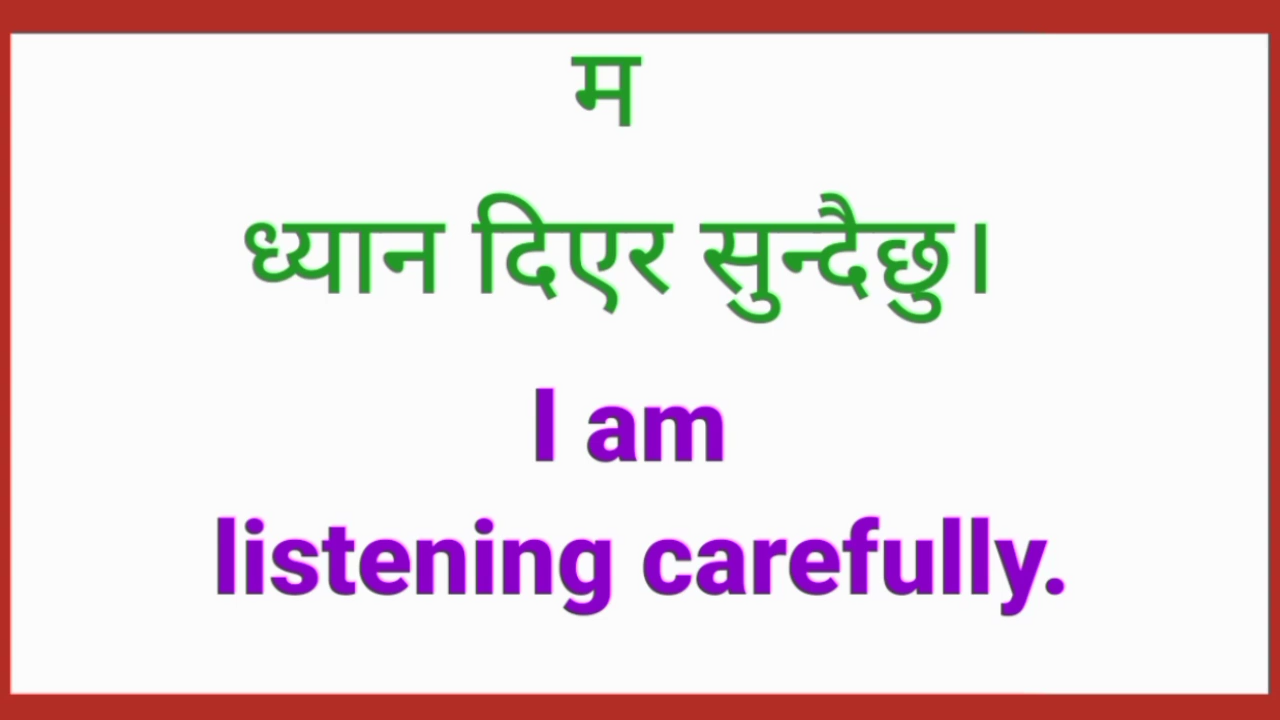 म
ध्यान दिएर सुन्दैछु।
I am
listening carefully.